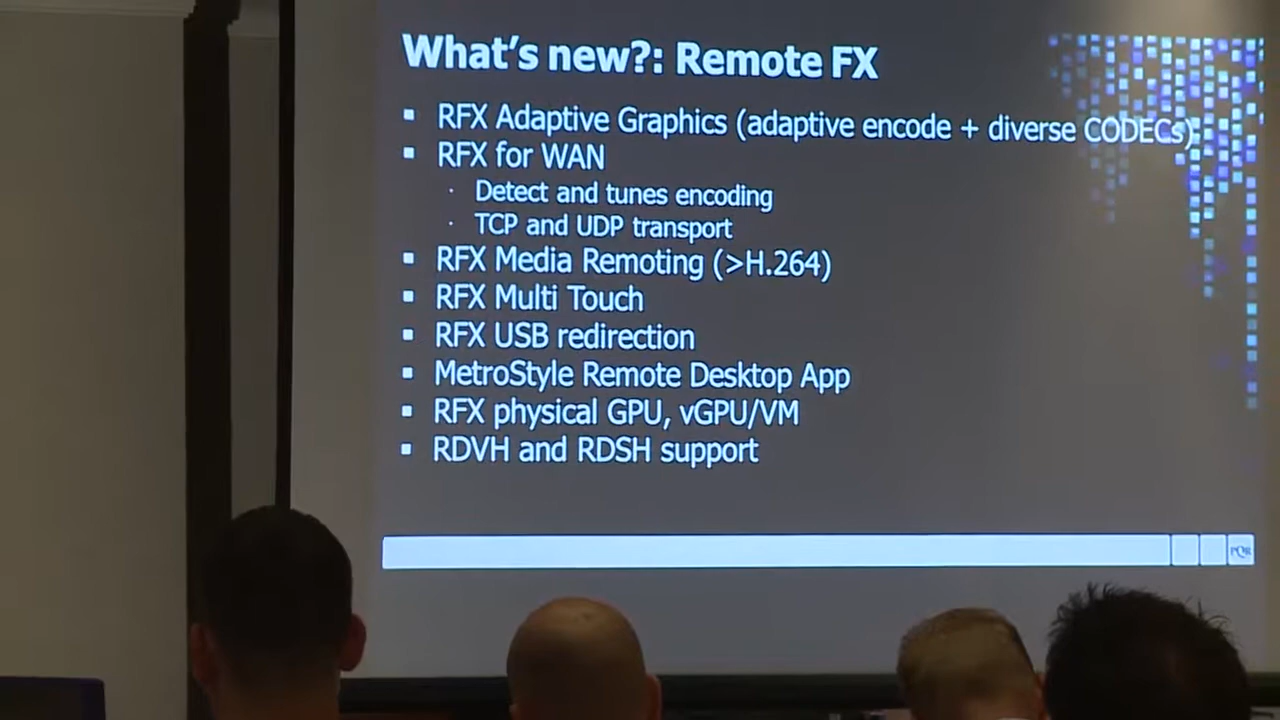 What's new?: Remote FX
▪ RFX Adaptive Graphics (adaptive encode + diverse CODECs)
▪ RFX for WAN
· Detect and tunes encoding
· TCP and UDP transport
▪ RFX Media Remoting (>H.264)
▪ RFX Multi Touch
▪ RFX USB redirection
▪ MetroStyle Remote Desktop App
▪ RFX physical GPU, vGPU/VM
▪ RDVH and RDSH support
PQR